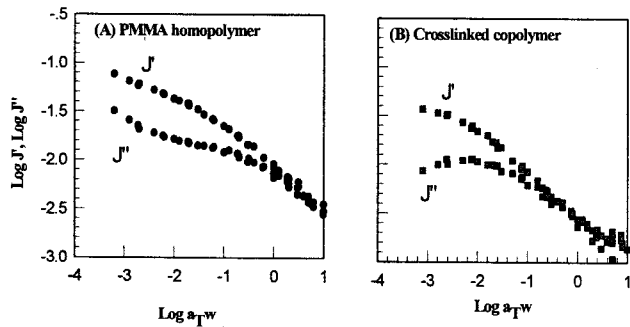 (A) PMMA homopolymer
(B) Crosslinked copolymer
Log J', Log J"
-.5
-1.0
-1.5
-2.0
-2.5
-3.0
J'
J"
J'
J"
-4 -3 -2 -1 0 1
-4 -3 -2 -1 0 1
Log aTw
Log aTw